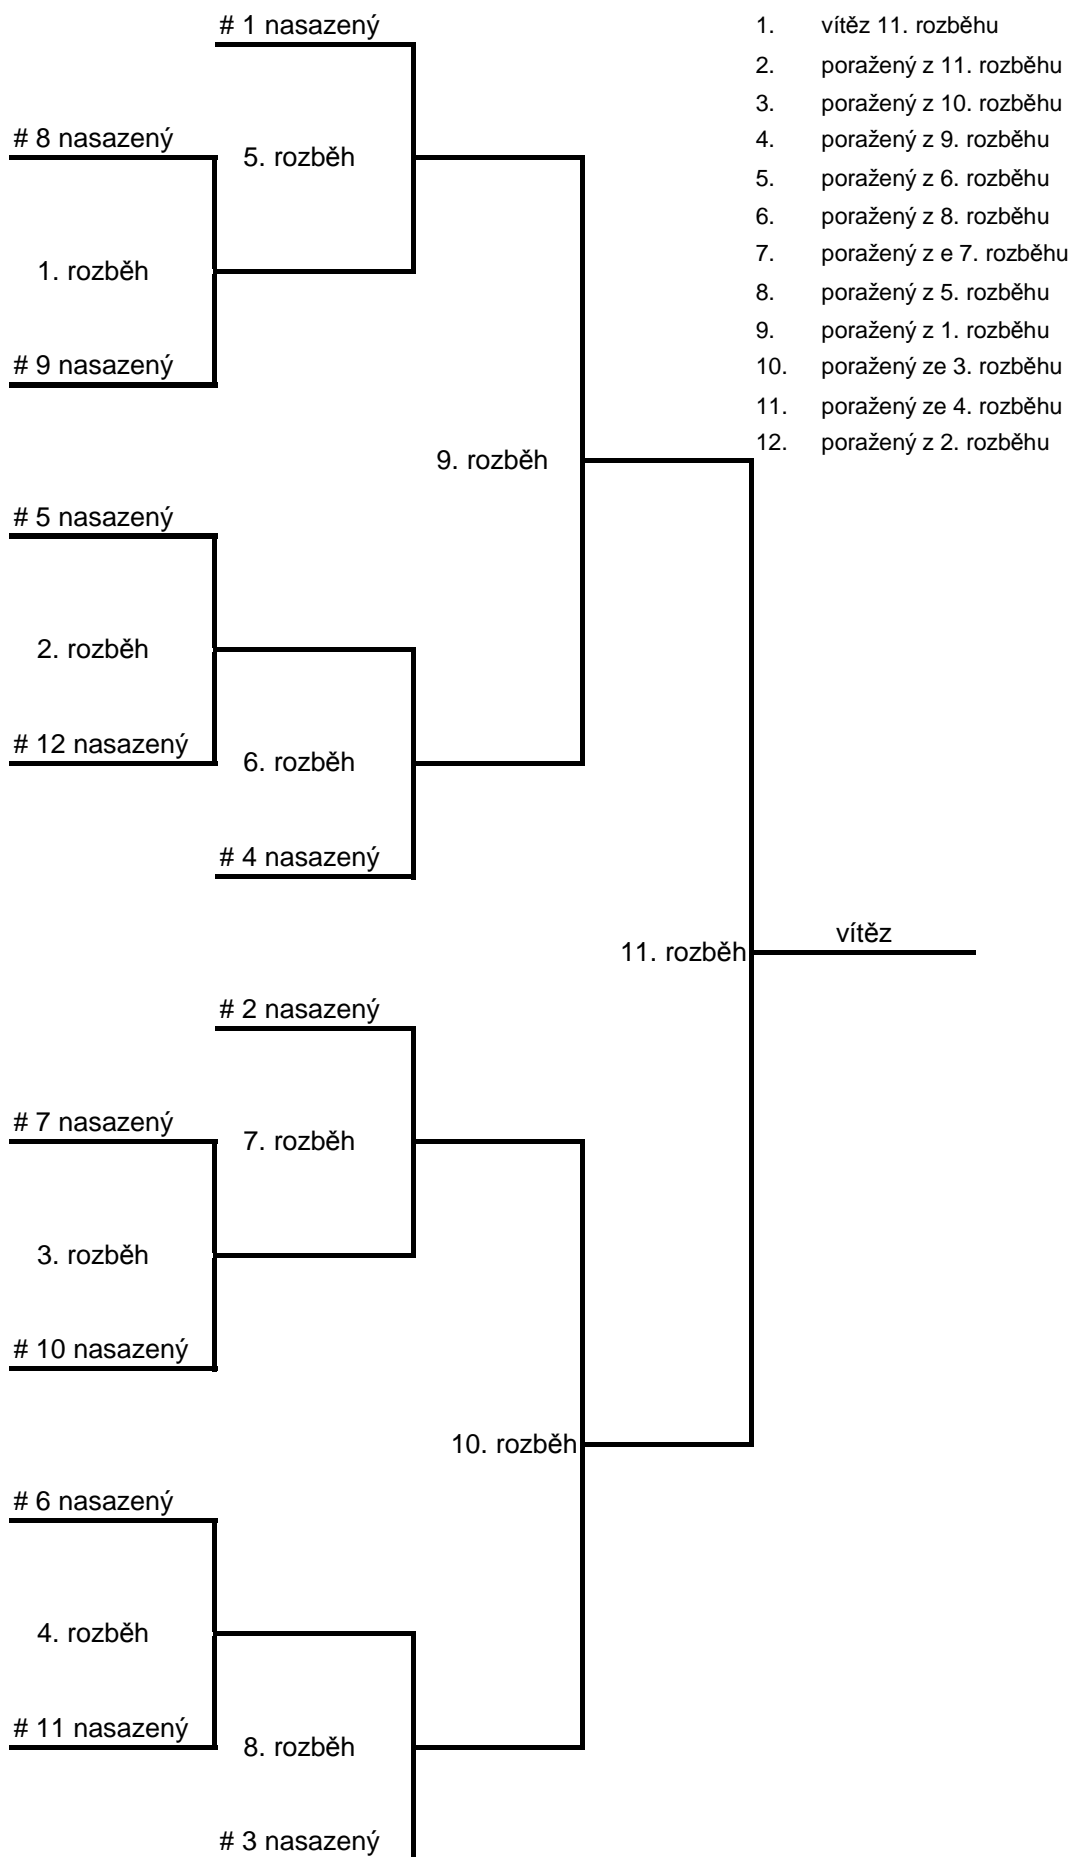 # 1 nasazený
# 8 nasazený
5. rozběh
1. rozběh
# 9 nasazený
9. rozběh
# 5 nasazený
2. rozběh
# 12 nasazený
6. rozběh
# 4 nasazený
11. rozběh
vítěz
# 2 nasazený
# 7 nasazený
7. rozběh
3. rozběh
# 10 nasazený
10. rozběh
# 6 nasazený
4. rozběh
# 11 nasazený
8. rozběh
# 3 nasazený
1. vítěz 11. rozběhu
2. poražený z 11. rozběhu
3. poražený z 10. rozběhu
4. poražený z 9. rozběhu
5. poražený z 6. rozběhu
6. poražený z 8. rozběhu
7. poražený z e 7. rozběhu
8. poražený z 5. rozběhu
9. poražený z 1. rozběhu
10. poražený ze 3. rozběhu
11. poražený ze 4. rozběhu
12. poražený z 2. rozběhu